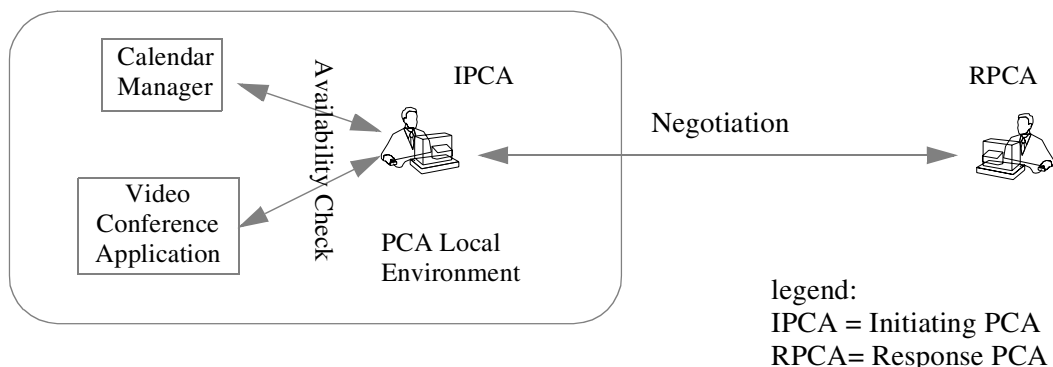 Calendar
Manager
Availability Check
IPCA
RPCA
Negotiation
Video
Conference
Application
PCA Local
Environment
legend:
IPCA = Initiating PCA
RPCA= Response PCA